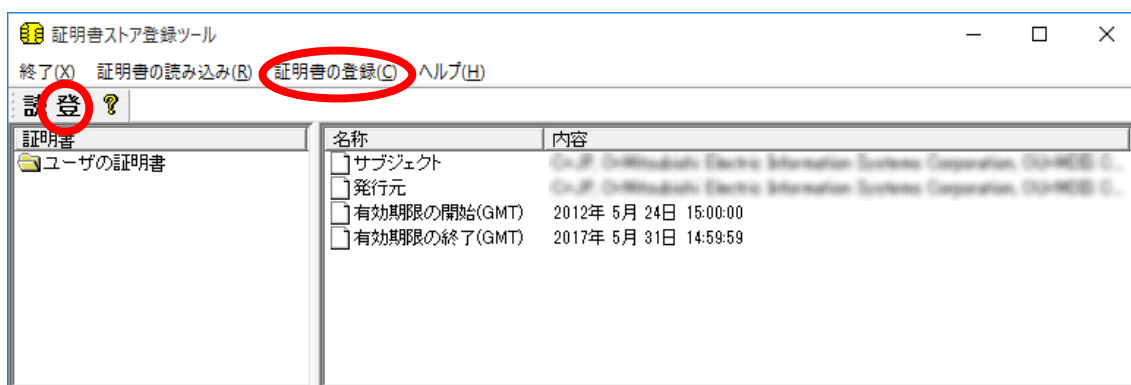 証明書ストア登録ツール
終了(X) 証明書の読み込み(R) 証明書の登録(C) ヘルプ(H)
読 登 ?
証明書 名称 内容
ユーザの証明書 サブジェクト
発行元
有効期限の開始(GMT) 2012年 5月 24日 15:00:00
有効期限の終了(GMT) 2017年 5月 31日 14:59:59